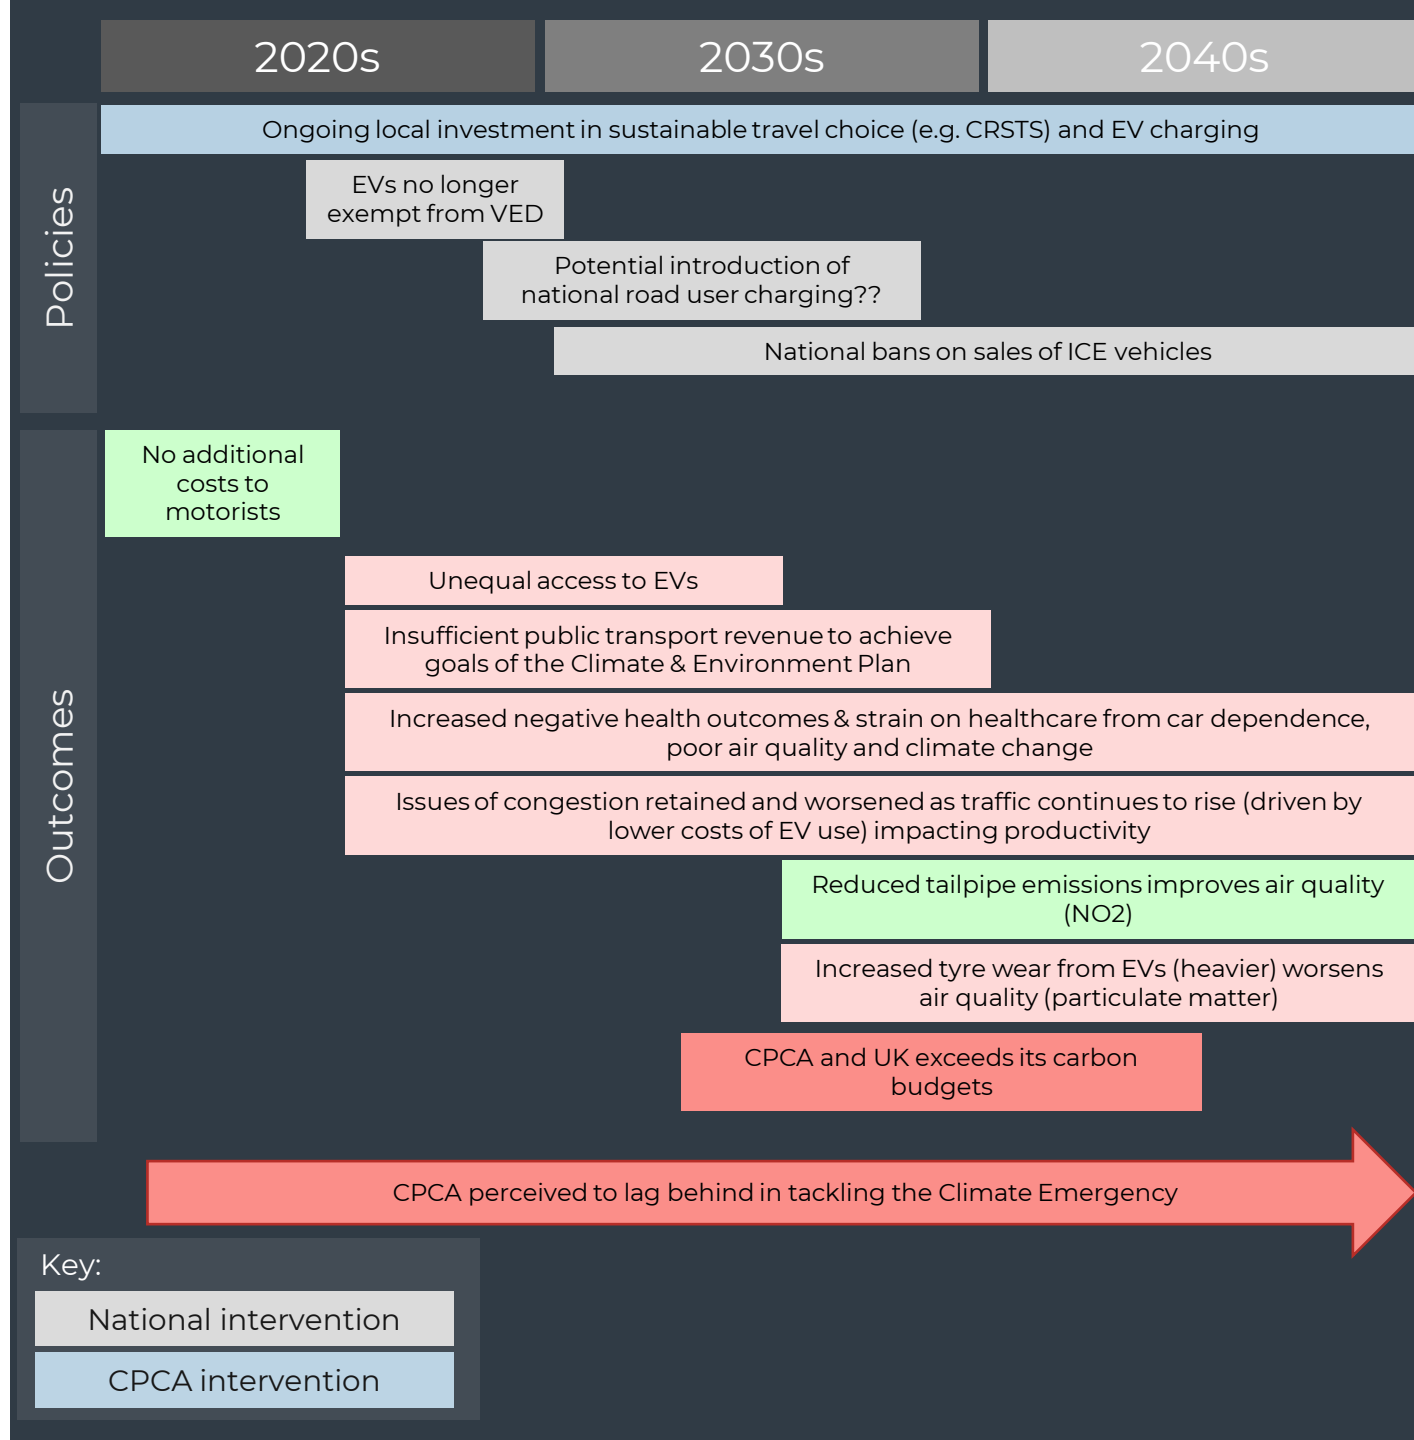 2020s
2030s
2040s
Policies
Ongoing local investment in sustainable travel choice (e.g. CRSTS) and EV charging
EVs no longer
exempt from VED
Potential introduction of
national road user charging??
National bans on sales of ICE vehicles
Outcomes
No additional
costs to
motorists
Unequal access to EVs
Insufficient public transport revenue to achieve
goals of the Climate & Environment Plan
Increased negative health outcomes & strain on healthcare from car dependence,
poor air quality and climate change
Issues of congestion retained and worsened as traffic continues to rise (driven by
lower costs of EV use) impacting productivity
Reduced tailpipe emissions improves air quality
(NO2)
Increased tyre wear from EVs (heavier) worsens
air quality (particulate matter)
CPCA and UK exceeds its carbon
budgets
CPCA perceived to lag behind in tackling the Climate Emergency
Key:
National intervention
CPCA intervention